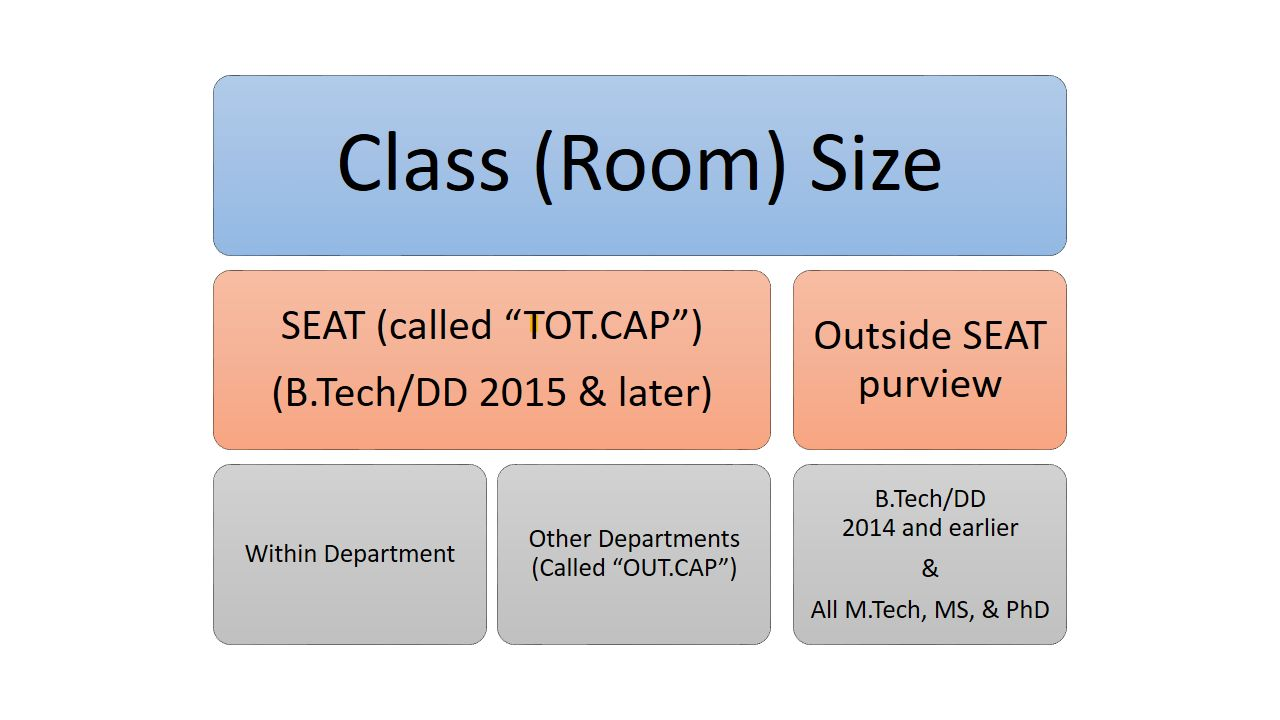 Class (Room) Size
SEAT (called “TOT.CAP”)
(B.Tech/DD 2015 & later)
Outside SEAT
purview
Within Department
Other Departments
(Called “OUT.CAP”)
B.Tech/DD
2014 and earlier
&
All M.Tech, MS, & PhD